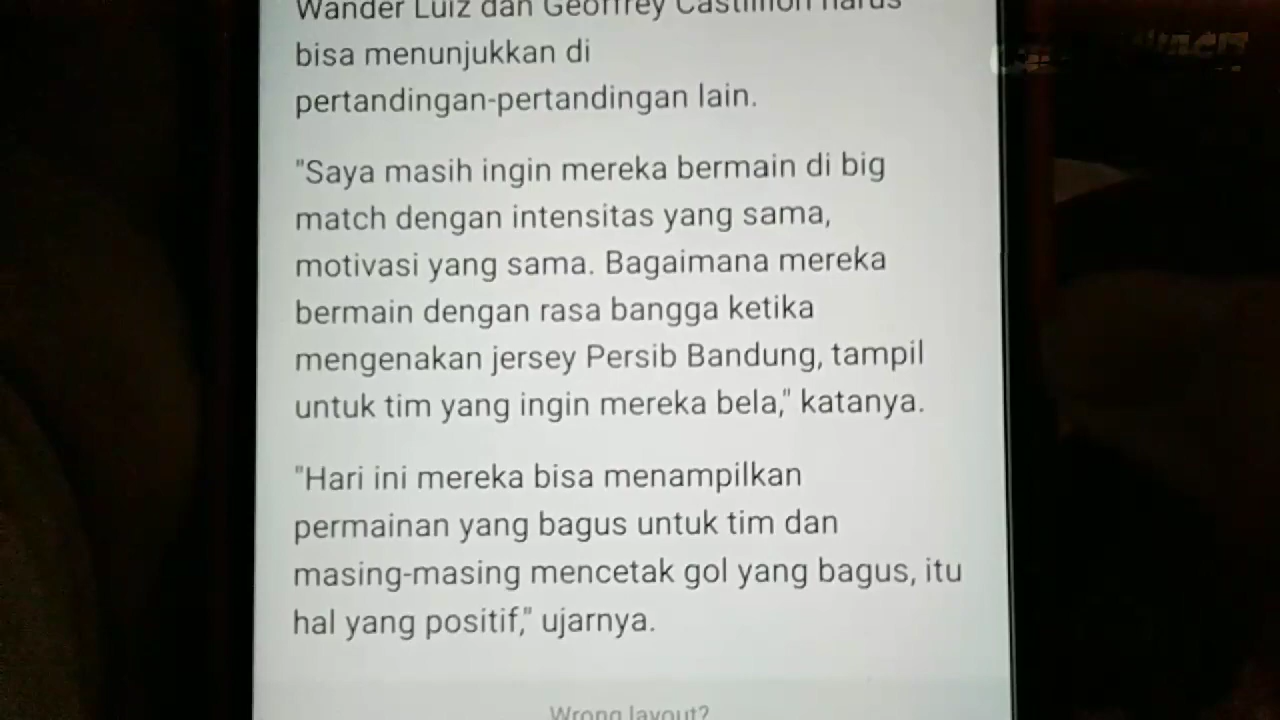 Wander Luiz dan Geoffrey Castillion harus
bisa menunjukkan di
pertandingan-pertandingan lain.
"Saya masih ingin mereka bermain di big
match dengan intensitas yang sama,
motivasi yang sama. Bagaimana mereka
bermain dengan rasa bangga ketika
mengenakan jersey Persib Bandung, tampil
untuk tim yang ingin mereka bela," katanya.
"Hari ini mereka bisa menampilkan
permainan yang bagus untuk tim dan
masing-masing mencetak gol yang bagus, itu
hal yang positif," ujarnya.
Wrong layout?